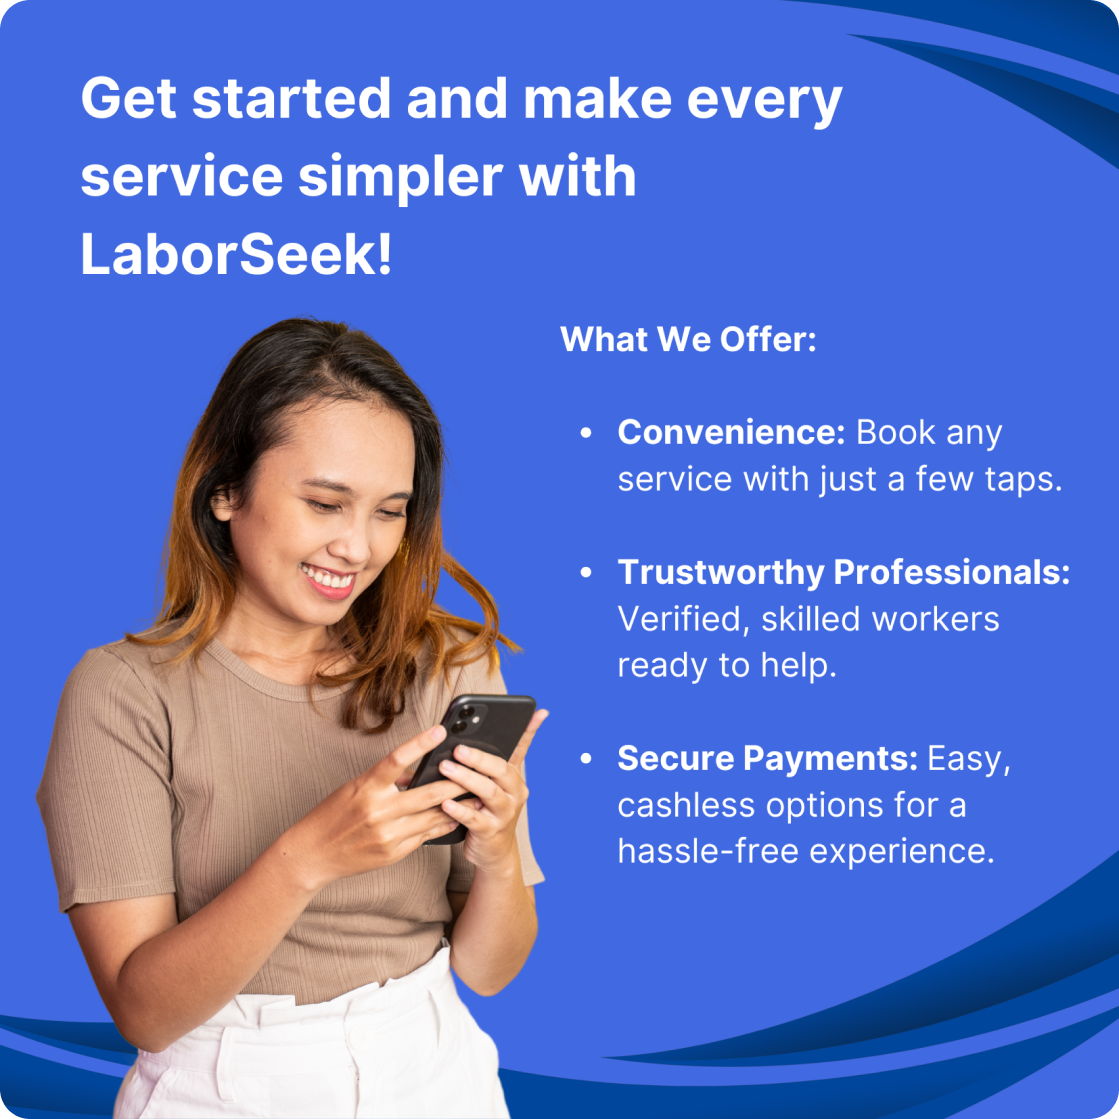 Get started and make every
service simpler with
LaborSeek!
What We Offer:
• Convenience: Book any
service with just a few taps.
• Trustworthy Professionals:
Verified, skilled workers
ready to help.
• Secure Payments: Easy,
cashless options for a
hassle-free experience.